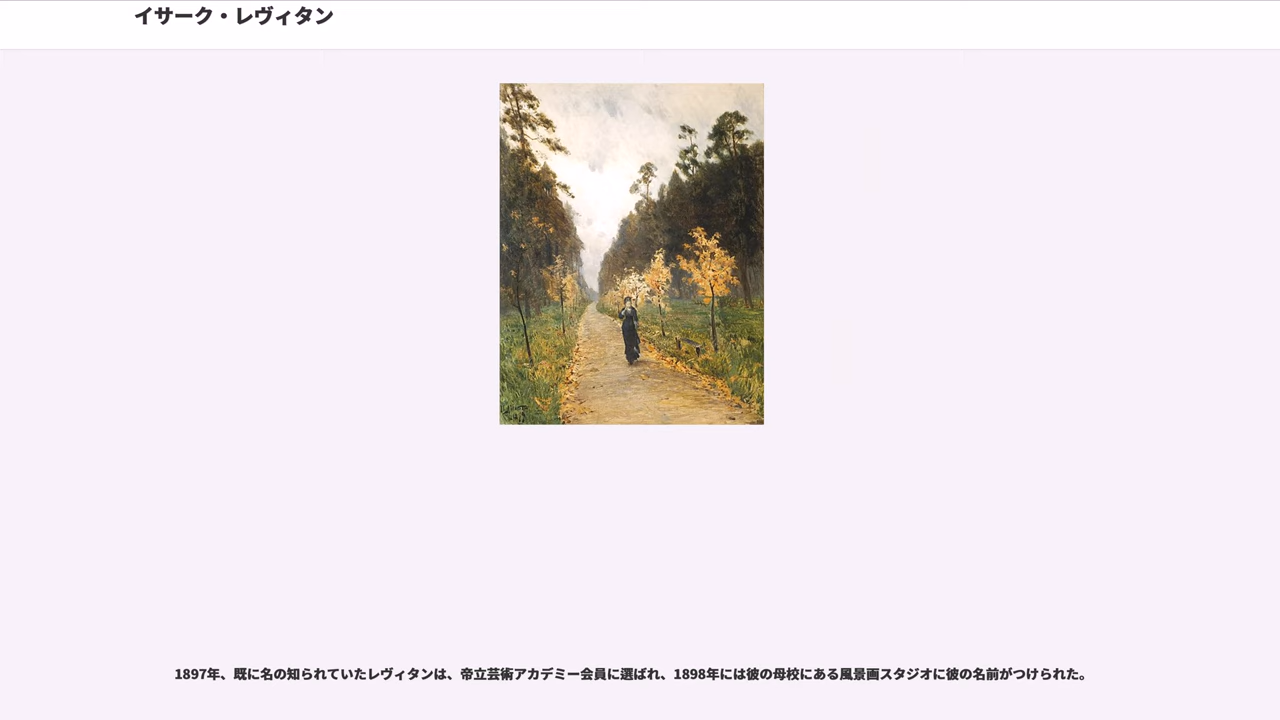 イサーク・レヴィタン
1897年、既に名の知られていたレヴィタンは、帝立芸術アカデミー会員に選ばれ、1898年には彼の母校にある風景画スタジオに彼の名前がつけられた。